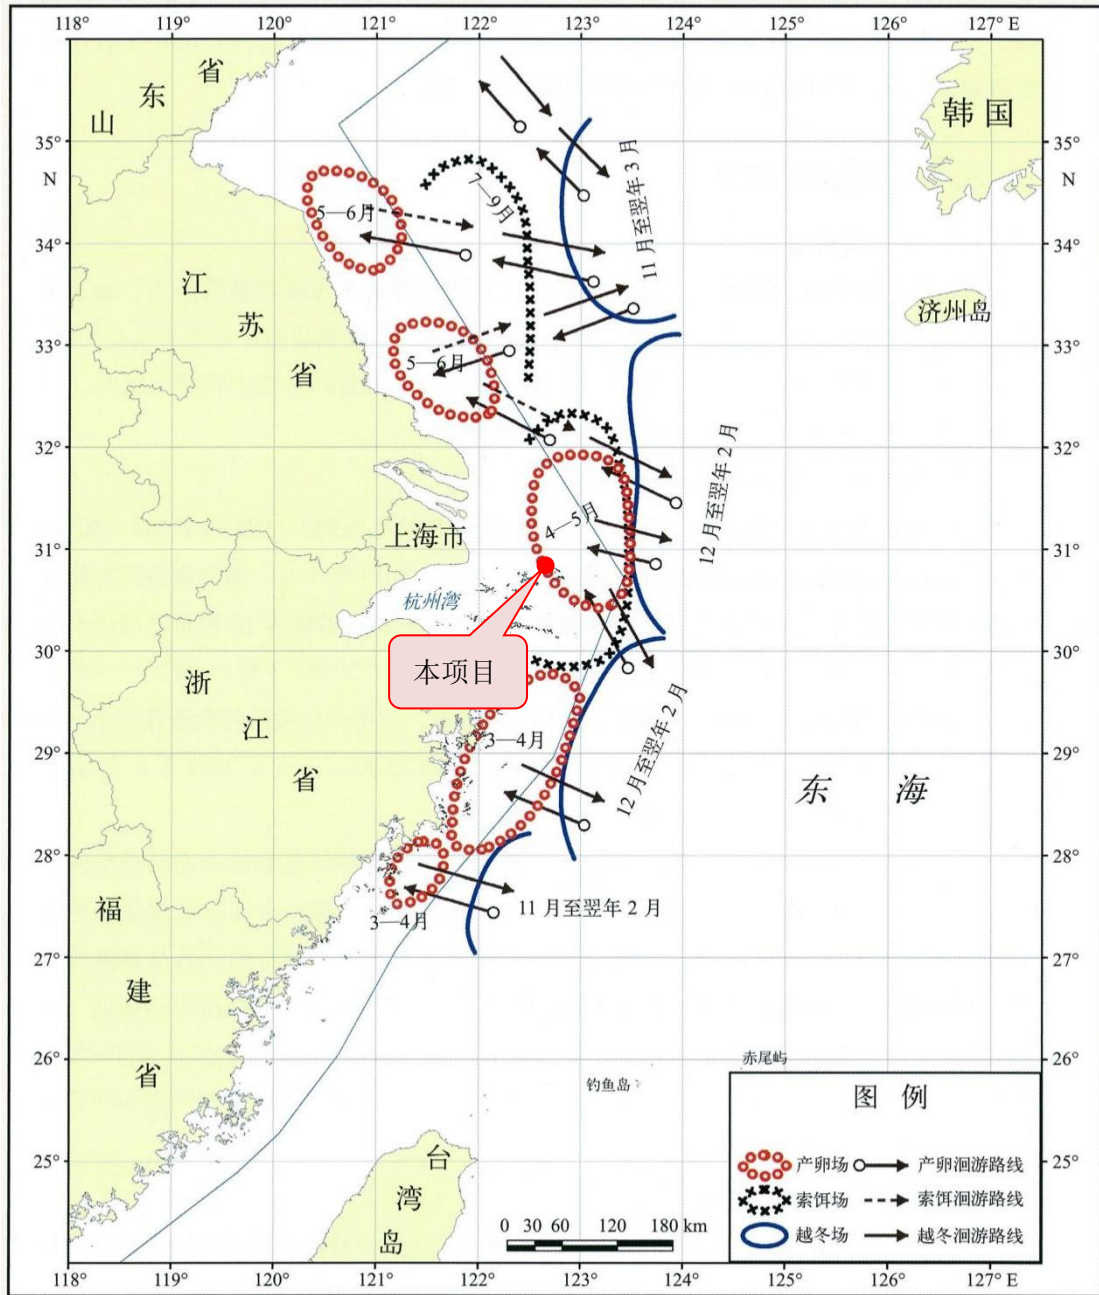 118° 119° 120° 121° 122° 123° 124° 125° 126° 127° E
山东省
韩国
35°
N
35°
N
7—9月
11月至翌年3月
5—6月
34°
34°
江苏省
济州岛
33°
33°
5—6月
32°
32°
12月至翌年2月
4—5月
上海市
31°
31°
杭州湾
30°
30°
本项目
浙江省
3—4月
12月至翌年2月
29°
29°
东海
28°
28°
3—4月
11月至翌年2月
福建省
27°
27°
26°
26°
赤尾屿
钓鱼岛
台湾岛
25°
25°
图例
产卵场 产卵洄游路线
索饵场 索饵洄游路线
越冬场 越冬洄游路线
0 30 60 120 180 km
118° 119° 120° 121° 122° 123° 124° 125° 126° 127° E